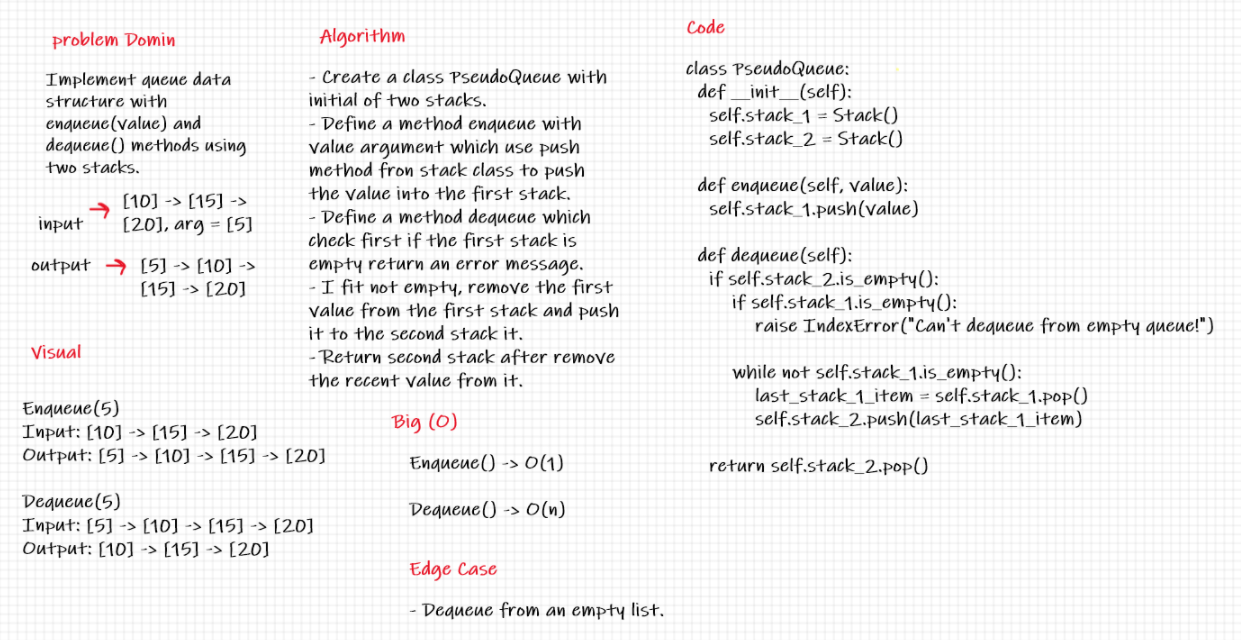 problem Domin
Implement queue data
structure with
enqueue(value) and
dequeue() methods using
two stacks.
input → [10] -> [15] ->
[20], arg = [5]
output → [5] -> [10] ->
[15] -> [20]
Visual
Enqueue(5)
Input: [10] -> [15] -> [20]
Output: [5] -> [10] -> [15] -> [20]
Dequeue(5)
Input: [5] -> [10] -> [15] -> [20]
Output: [10] -> [15] -> [20]
Algorithm
- Create a class PseudoQueue with
initial of two stacks.
- Define a method enqueue with
value argument which use push
method fron stack class to push
the value into the first stack.
- Define a method dequeue which
check first if the first stack is
empty return an error message.
- I fit not empty, remove the first
value from the first stack and push
it to the second stack it.
- Return second stack after remove
the recent value from it.
Big (O)
Enqueue() -> O(1)
Dequeue() -> O(n)
Edge Case
- Dequeue from an empty list.
Code
class PseudoQueue:
def __init__(self):
self.stack_1 = Stack()
self.stack_2 = Stack()
def enqueue(self, value):
self.stack_1.push(value)
def dequeue(self):
if self.stack_2.is_empty():
if self.stack_1.is_empty():
raise IndexError("Can't dequeue from empty queue!")
while not self.stack_1.is_empty():
last_stack_1_item = self.stack_1.pop()
self.stack_2.push(last_stack_1_item)
return self.stack_2.pop()